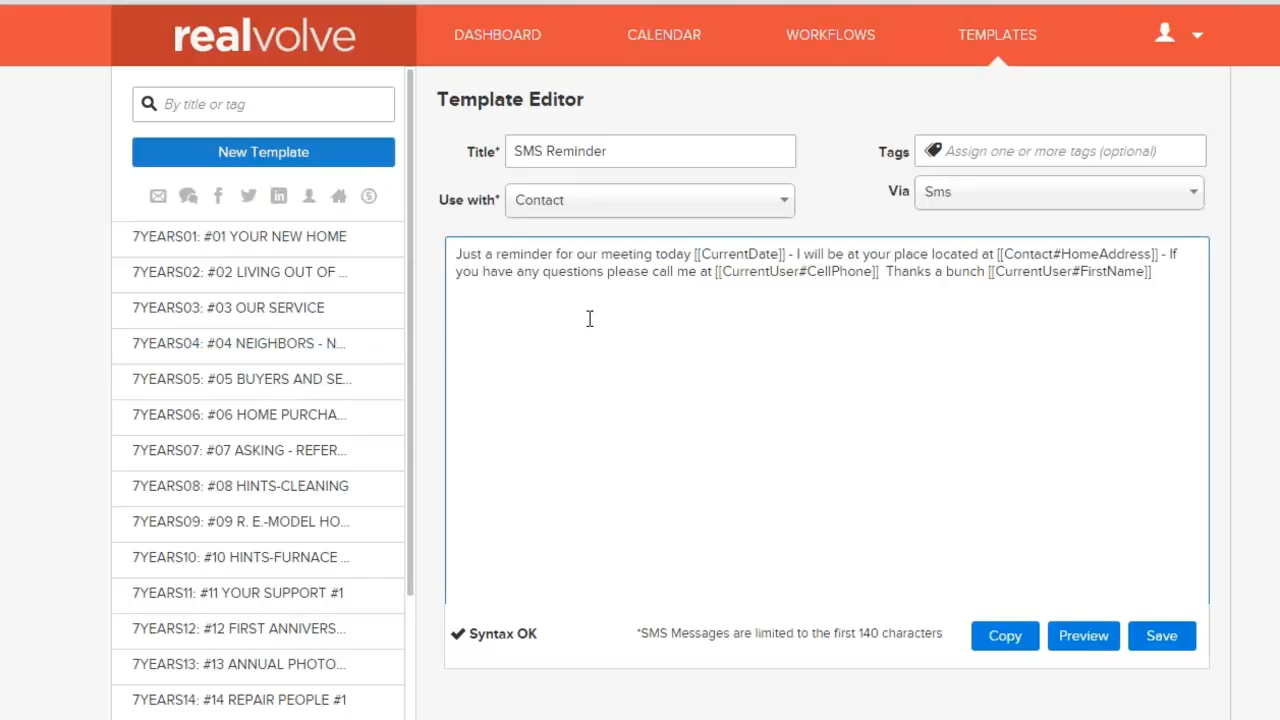 realvolve
DASHBOARD
CALENDAR
WORKFLOWS
TEMPLATES
By title or tag
New Template
7YEARS01: #01 YOUR NEW HOME
7YEARS02: #02 LIVING OUT OF ...
7YEARS03: #03 OUR SERVICE
7YEARS04: #04 NEIGHBORS - N...
7YEARS05: #05 BUYERS AND SE...
7YEARS06: #06 HOME PURCHA...
7YEARS07: #07 ASKING - REFER...
7YEARS08: #08 HINTS-CLEANING
7YEARS09: #09 R. E.-MODEL HO...
7YEARS10: #10 HINTS-FURNACE ...
7YEARS11: #11 YOUR SUPPORT #1
7YEARS12: #12 FIRST ANNIVERS...
7YEARS13: #13 ANNUAL PHOTO...
7YEARS14: #14 REPAIR PEOPLE #1
Template Editor
Title* SMS Reminder
Tags Assign one or more tags (optional)
Use with* Contact
Via Sms
Just a reminder for our meeting today [[CurrentDate]] - I will be at your place located at [[Contact#HomeAddress]] - If
you have any questions please call me at [[CurrentUser#CellPhone]]  Thanks a bunch [[CurrentUser#FirstName]]
Syntax OK
*SMS Messages are limited to the first 140 characters
Copy
Preview
Save